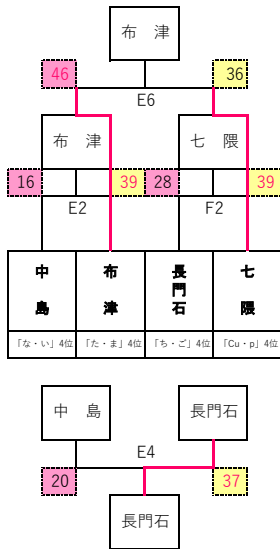 布 津
46 36
E6
布 津 七 隈
16 39 28 39
E2 F2
中島 布津 長門石 七隈
「な・い」4位 「た・ま」4位 「ち・ご」4位 「Cu・p」4位
中 島 長門石
E4
20 37
長門石